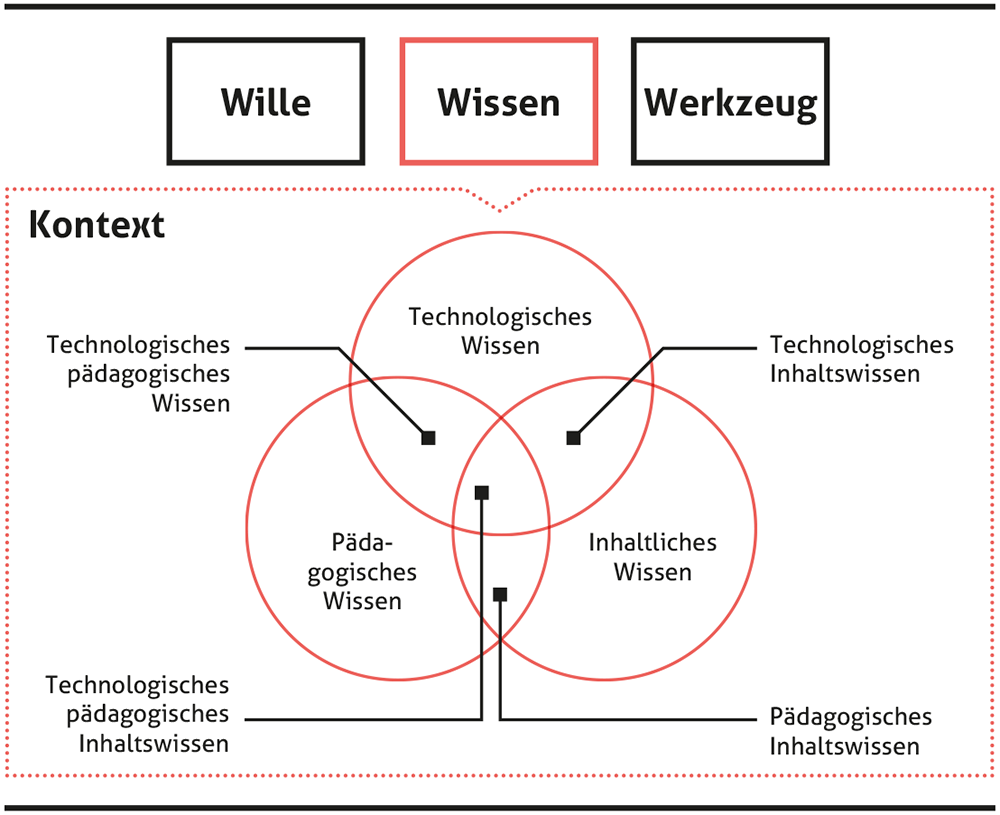 Wille
Wissen
Werkzeug
Kontext
Technologisches
Wissen
Technologisches
pädagogisches
Wissen
Technologisches
Inhaltswissen
Päda-
gogisches
Wissen
Inhaltliches
Wissen
Technologisches
pädagogisches
Inhaltswissen
Pädagogisches
Inhaltswissen